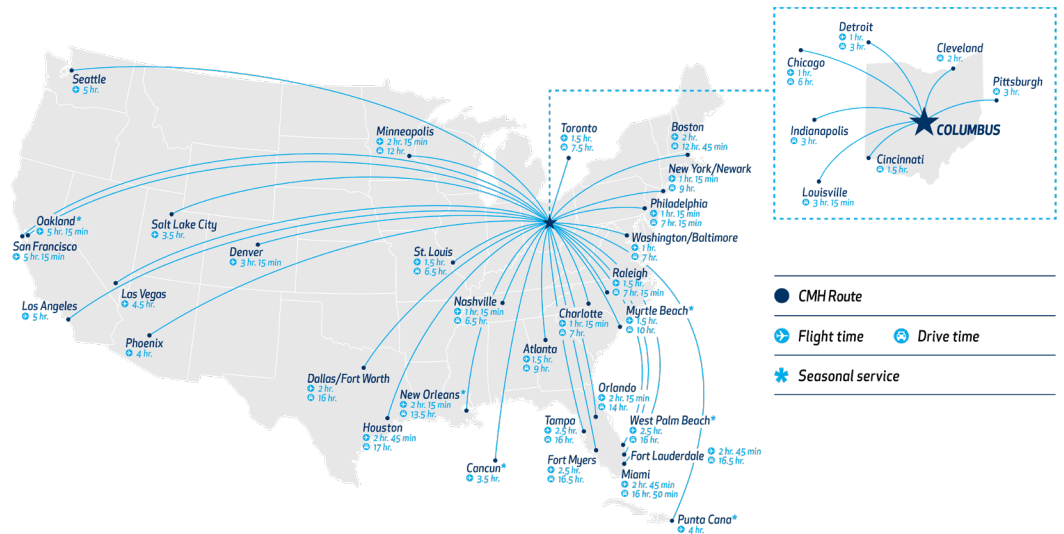 Seattle
5 hr.
Minneapolis
2 hr. 15 min
12 hr.
Toronto
1.5 hr.
7.5 hr.
Boston
2 hr.
12 hr. 45 min
New York/Newark
1 hr. 15 min
9 hr.
Philadelphia
1 hr. 15 min
7 hr. 15 min
Washington/Baltimore
1 hr.
7 hr.
Oakland*
5 hr. 15 min
San Francisco
5 hr. 15 min
Salt Lake City
3.5 hr.
Denver
3 hr. 15 min
St. Louis
1.5 hr.
6.5 hr.
Raleigh
1.5 hr.
7 hr. 15 min
Los Angeles
5 hr.
Las Vegas
4.5 hr.
Nashville
1 hr. 15 min
6.5 hr.
Charlotte
1 hr. 15 min
7 hr.
Myrtle Beach*
1.5 hr.
10 hr.
Phoenix
4 hr.
Atlanta
1.5 hr.
9 hr.
Dallas/Fort Worth
2 hr.
16 hr.
New Orleans*
2 hr. 15 min
13.5 hr.
Orlando
2 hr. 15 min
14 hr.
Houston
2 hr. 45 min
17 hr.
Tampa
2.5 hr.
16 hr.
West Palm Beach*
2.5 hr.
16 hr.
Fort Myers
2.5 hr.
16.5 hr.
Fort Lauderdale
2 hr. 45 min
16.5 hr.
Cancun*
3.5 hr.
Miami
2 hr. 45 min
16 hr. 50 min
Punta Cana*
4 hr.
Detroit
1 hr.
3 hr.
Chicago
1 hr.
6 hr.
Cleveland
2 hr.
Pittsburgh
3 hr.
Indianapolis
3 hr.
COLUMBUS
Cincinnati
1.5 hr.
Louisville
3 hr. 15 min
CMH Route
Flight time
Drive time
* Seasonal service